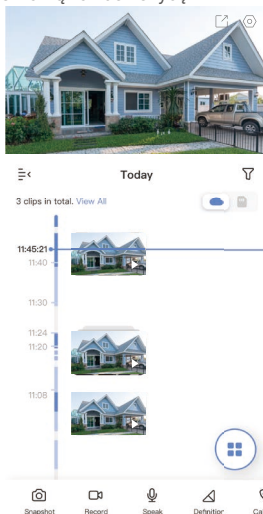 Today
3 clips in total. View All
11:45:21
11:40
11:30
11:24
11:20
11:08
Snapshot
Record
Speak
Definition